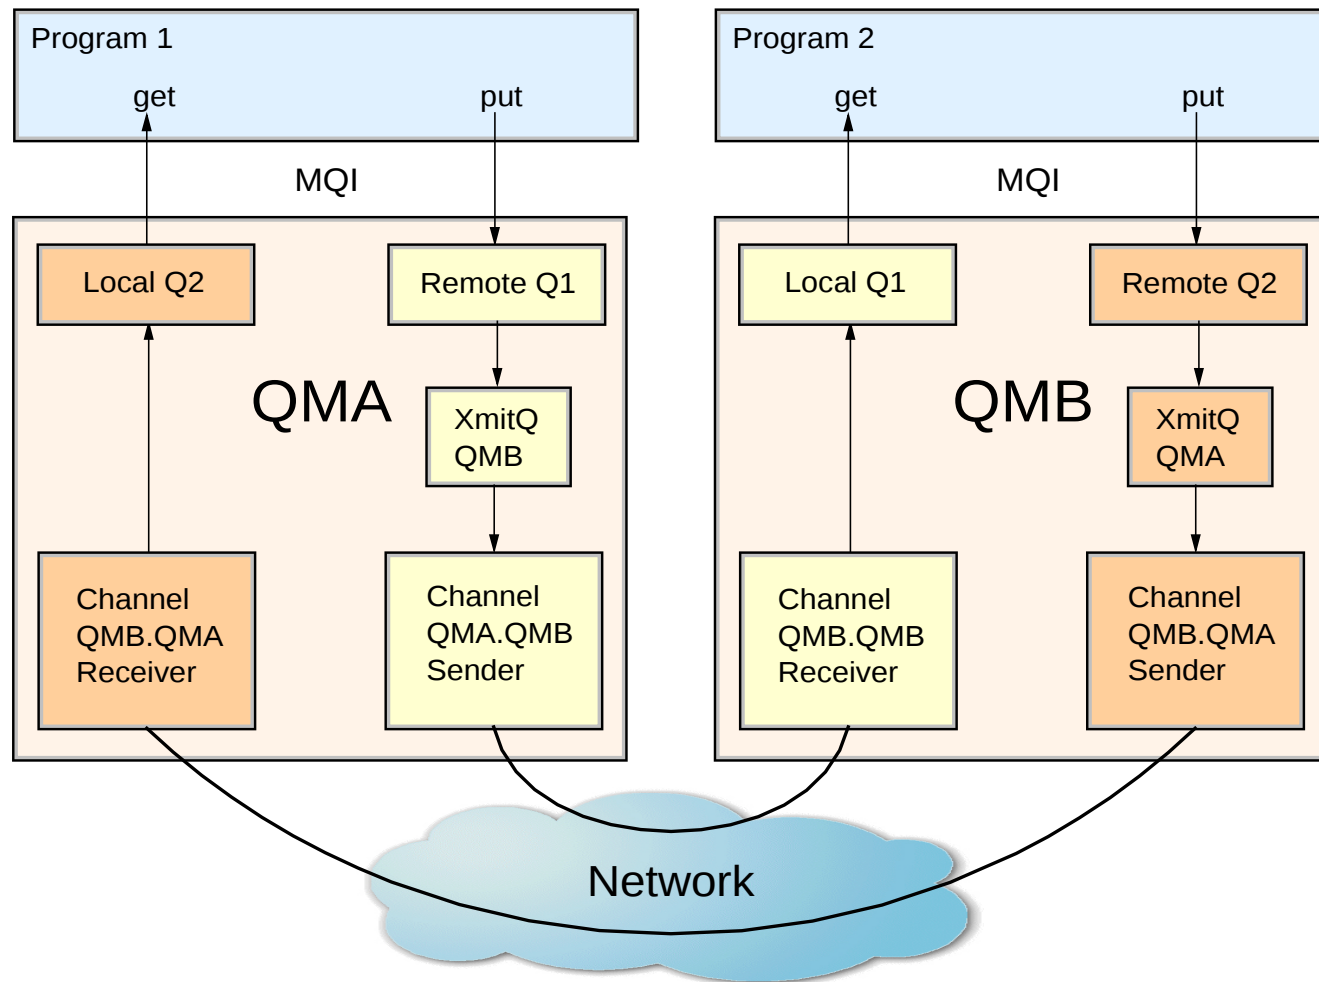 Program 1
get
put
MQI
Local Q2
Remote Q1
QMA
XmitQ
QMB
Channel
QMB.QMA
Receiver
Channel
QMA.QMB
Sender
Program 2
get
put
MQI
Local Q1
Remote Q2
QMB
XmitQ
QMA
Channel
QMB.QMB
Receiver
Channel
QMB.QMA
Sender
Network